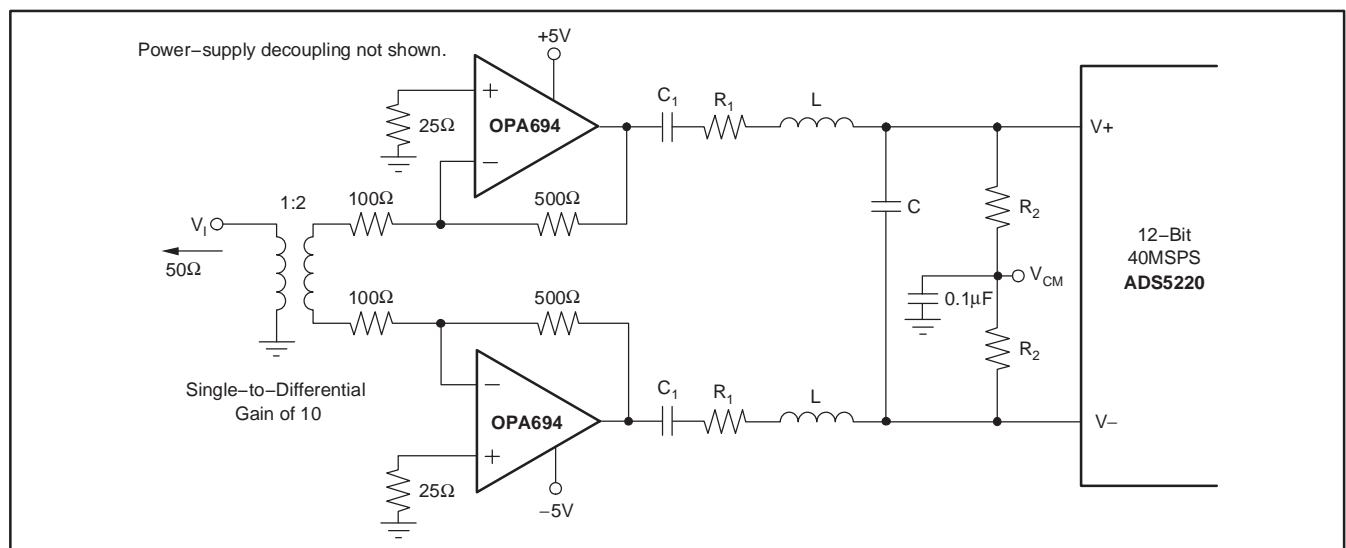 Power−supply decoupling not shown.
+5V
+
25Ω
OPA694
−
C1
R1
L
V+
1:2
100Ω
500Ω
VI
50Ω
C
R2
12−Bit
40MSPS
ADS5220
VCM
0.1μF
100Ω
500Ω
R2
Single−to−Differential
Gain of 10
−
OPA694
+
C1
R1
L
V−
25Ω
−5V